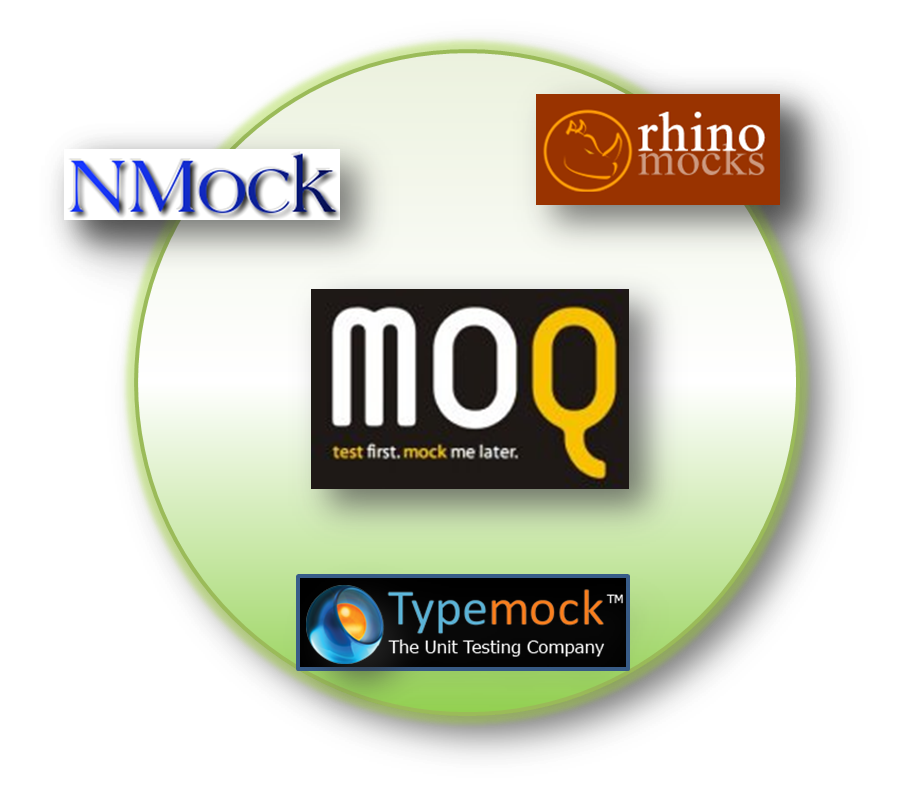 NMock
rhino
mocks
moq
test first. mock me later.
Typemock™
The Unit Testing Company